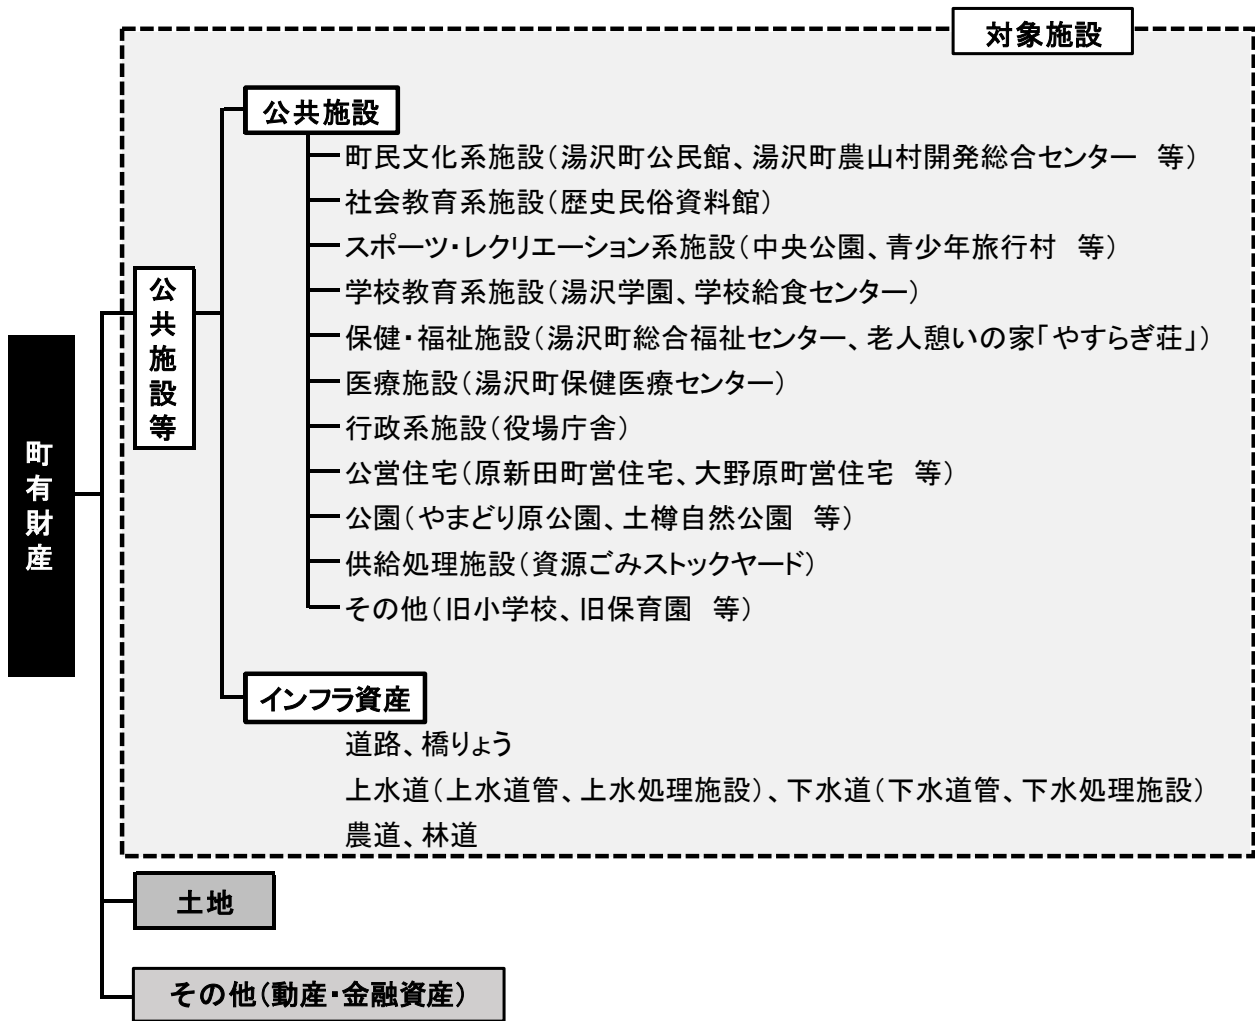 対象施設
町有財産
公共施設等
公共施設
町民文化系施設（湯沢町公民館、湯沢町農山村開発総合センター　等）
社会教育系施設（歴史民俗資料館）
スポーツ・レクリエーション系施設（中央公園、青少年旅行村　等）
学校教育系施設（湯沢学園、学校給食センター）
保健・福祉施設（湯沢町総合福祉センター、老人憩いの家「やすらぎ荘」）
医療施設（湯沢町保健医療センター）
行政系施設（役場庁舎）
公営住宅（原新田町営住宅、大野原町営住宅　等）
公園（やまどり原公園、土樽自然公園　等）
供給処理施設（資源ごみストックヤード）
その他（旧小学校、旧保育園　等）
インフラ資産
道路、橋りょう
上水道（上水道管、上水処理施設）、下水道（下水道管、下水処理施設）
農道、林道
土地
その他（動産・金融資産）